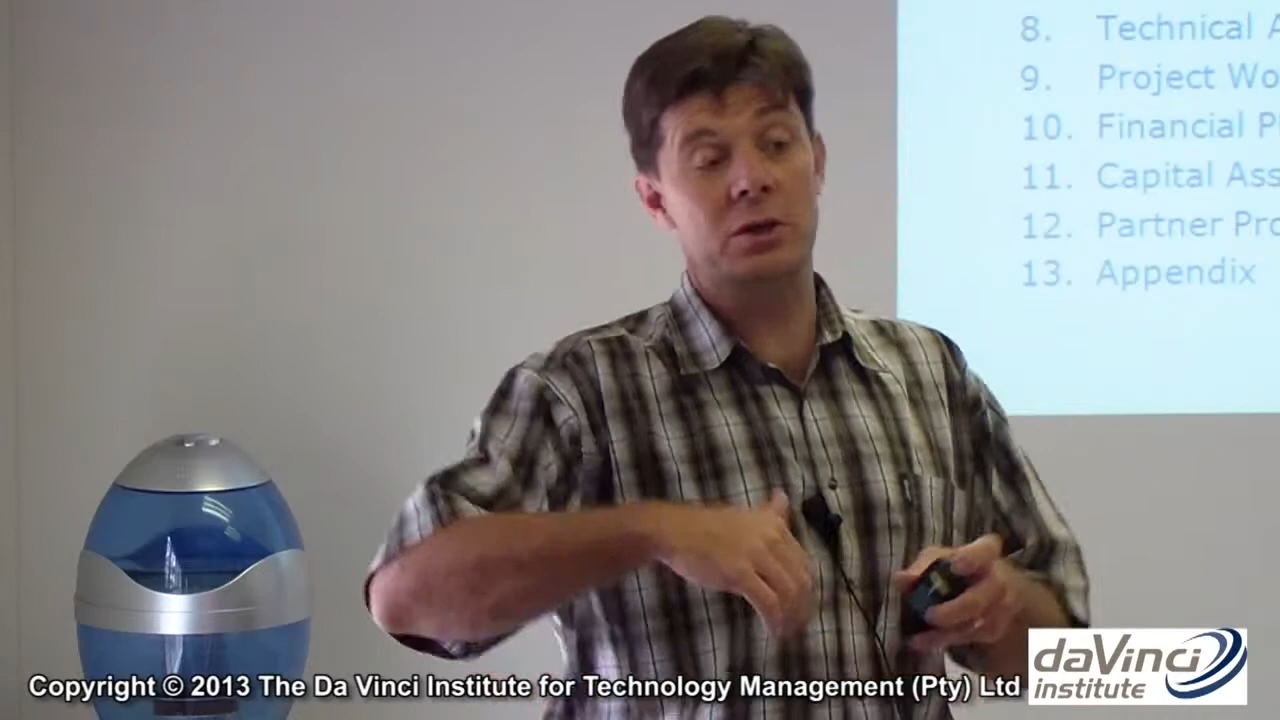 8. Technical
9. Project
10. Financial
11. Capital
12. Partner
13. Appendix
Copyright © 2013 The Da Vinci Institute for Technology Management (Pty) Ltd
daVinci
institute